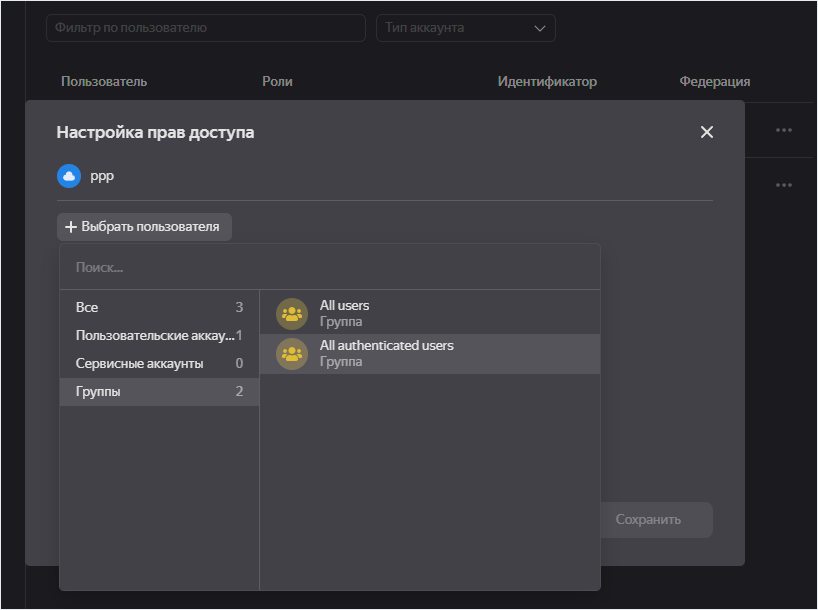 Фильтр по пользователю
Тип аккаунта
Пользователь Роли Идентификатор Федерация
Настройка прав доступа
ppp
Выбрать пользователя
Поиск...
Все 3
Пользовательские аккау... 1
Сервисные аккаунты 0
Группы 2
All users
Группа
All authenticated users
Группа
Сохранить